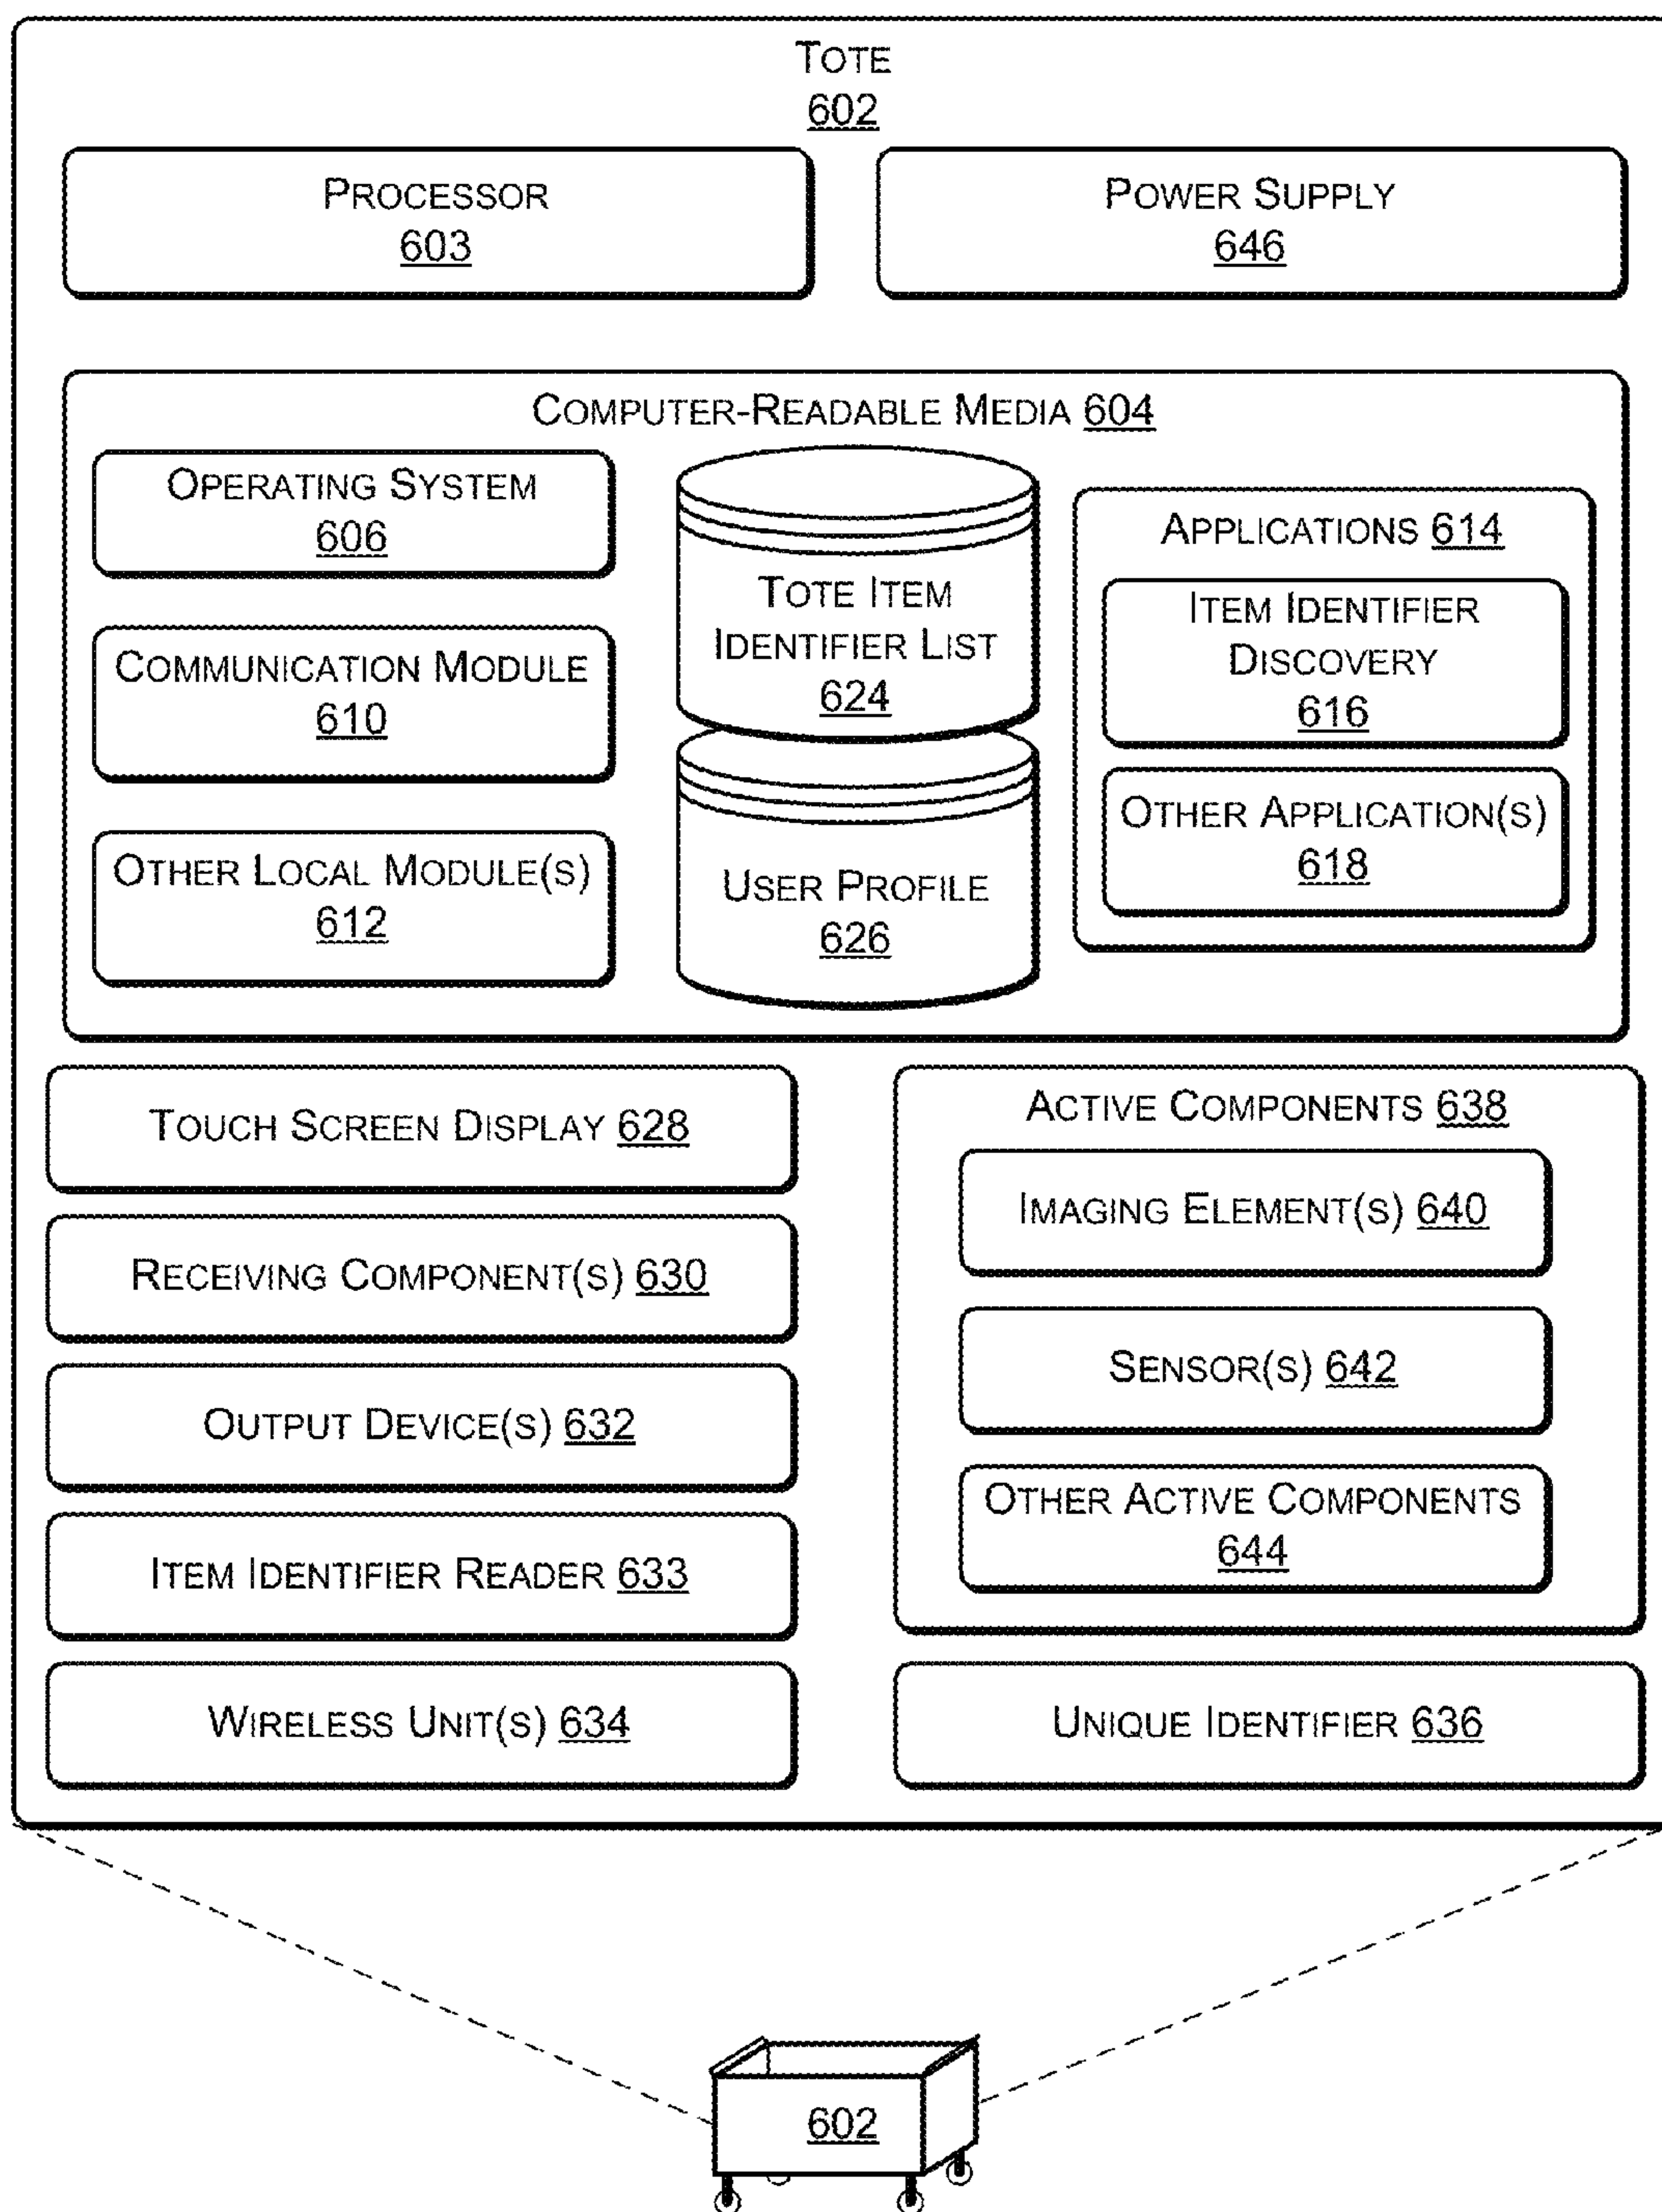 TOTE
602
PROCESSOR
603
POWER SUPPLY
646
COMPUTER-READABLE MEDIA 604
OPERATING SYSTEM
606
COMMUNICATION MODULE
610
OTHER LOCAL MODULE(S)
612
TOTE ITEM
IDENTIFIER LIST
624
USER PROFILE
626
APPLICATIONS 614
ITEM IDENTIFIER
DISCOVERY
616
OTHER APPLICATION(S)
618
TOUCH SCREEN DISPLAY 628
RECEIVING COMPONENT(S) 630
OUTPUT DEVICE(S) 632
ITEM IDENTIFIER READER 633
WIRELESS UNIT(S) 634
ACTIVE COMPONENTS 638
IMAGING ELEMENT(S) 640
SENSOR(S) 642
OTHER ACTIVE COMPONENTS
644
UNIQUE IDENTIFIER 636
602